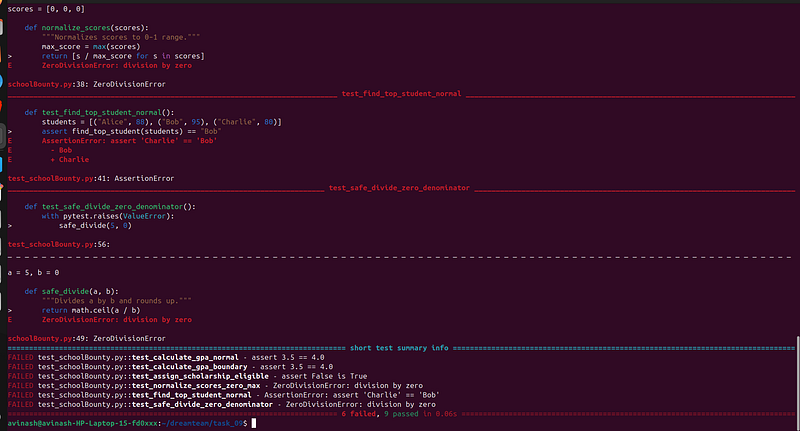 scores = [0, 0, 0]
    def normalize_scores(scores):
        """Normalizes scores to 0-1 range."""
        max_score = max(scores)
>       return [s / max_score for s in scores]
E       ZeroDivisionError: division by zero
schoolBounty.py:38: ZeroDivisionError
test_find_top_student_normal
    def test_find_top_student_normal():
        students = [("Alice", 88), ("Bob", 95), ("Charlie", 80)]
>       assert find_top_student(students) == "Bob"
E       AssertionError: assert 'Charlie' == 'Bob'
E         - Bob
E         + Charlie
test_schoolBounty.py:41: AssertionError
test_safe_divide_zero_denominator
    def test_safe_divide_zero_denominator():
        with pytest.raises(ValueError):
>           safe_divide(5, 0)
test_schoolBounty.py:56:
a = 5, b = 0
    def safe_divide(a, b):
        """Divides a by b and rounds up."""
>       return math.ceil(a / b)
E       ZeroDivisionError: division by zero
schoolBounty.py:49: ZeroDivisionError
short test summary info
FAILED test_schoolBounty.py::test_calculate_gpa_normal - assert 3.5 == 4.0
FAILED test_schoolBounty.py::test_calculate_gpa_boundary - assert 3.5 == 4.0
FAILED test_schoolBounty.py::test_assign_scholarship_eligible - assert False is True
FAILED test_schoolBounty.py::test_normalize_scores_zero_max - ZeroDivisionError: division by zero
FAILED test_schoolBounty.py::test_find_top_student_normal - AssertionError: assert 'Charlie' == 'Bob'
FAILED test_schoolBounty.py::test_safe_divide_zero_denominator - ZeroDivisionError: division by zero
6 failed, 9 passed in 0.06s
avinash@avinash-HP-Laptop-15-fd0xxx:~/dreamteam/task_09$